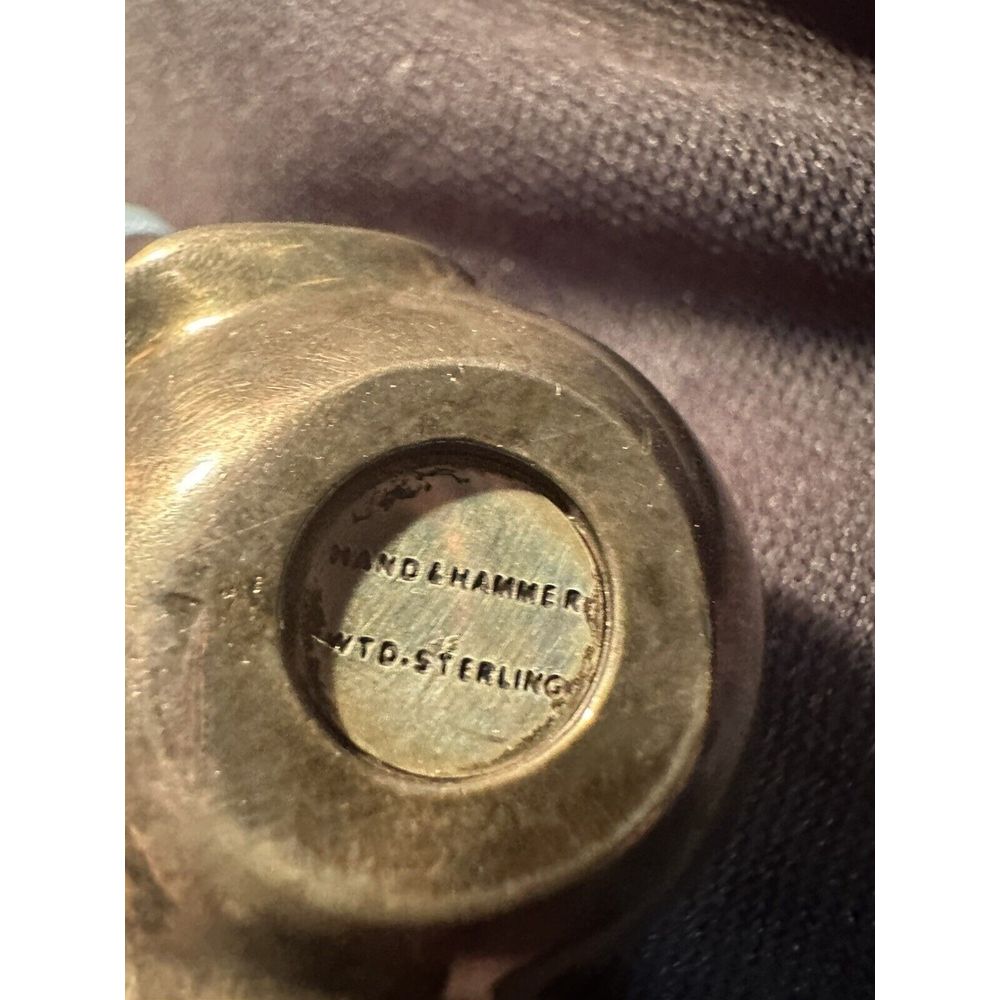 HAND & HAMMER
WTD. STERLING